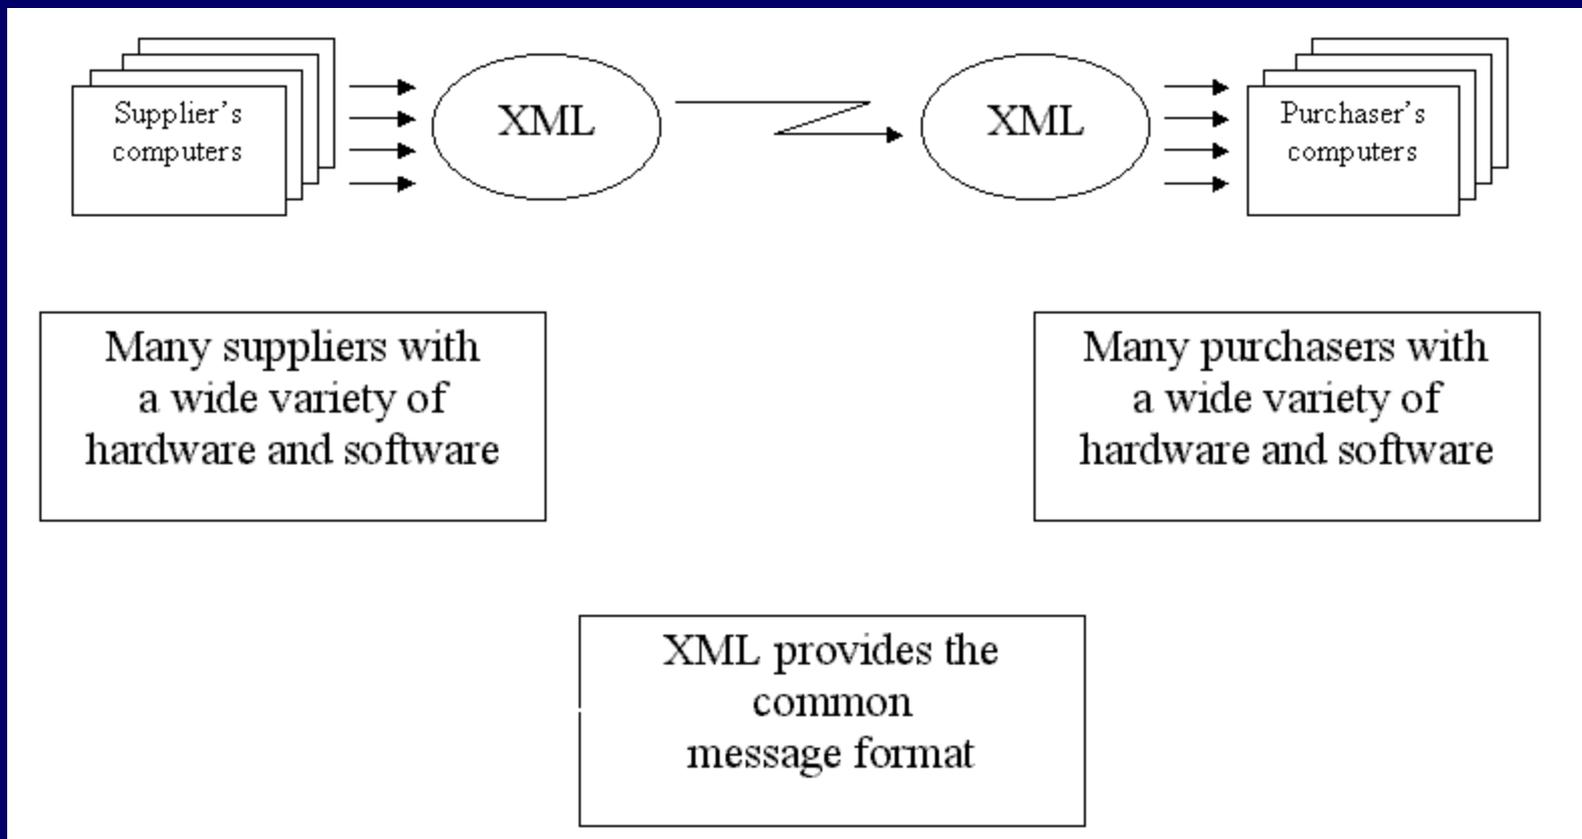 Supplier's
computers
XML
XML
Purchaser's
computers
Many suppliers with
a wide variety of
hardware and software
Many purchasers with
a wide variety of
hardware and software
XML provides the
common
message format